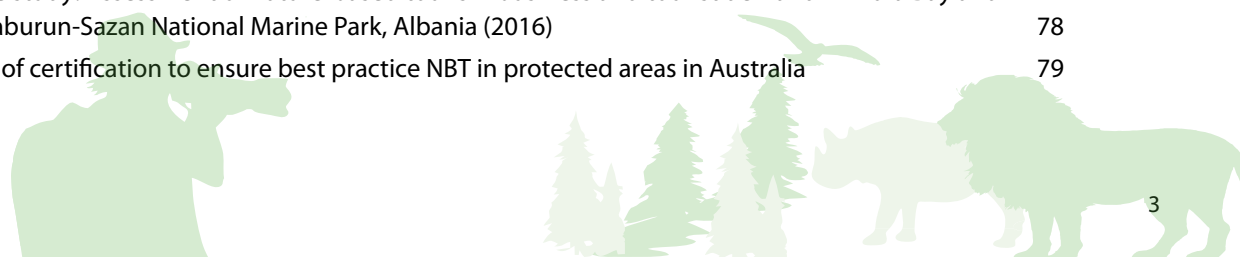 aburun-Sazan National Marine Park, Albania (2016) 78
of certification to ensure best practice NBT in protected areas in Australia 79
3